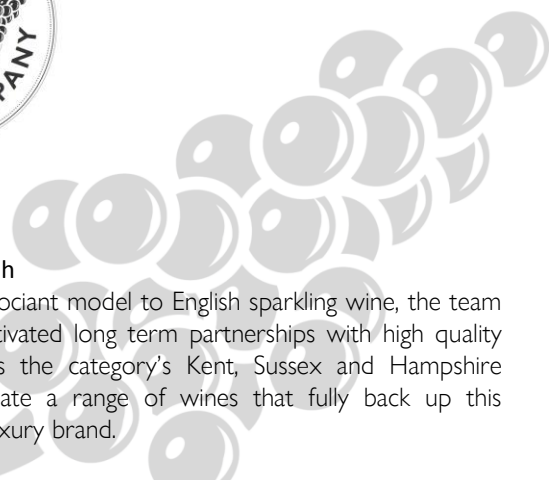 PANY
h
ociant model to English sparkling wine, the team
tivated long term partnerships with high quality
s the category's Kent, Sussex and Hampshire
ate a range of wines that fully back up this
xury brand.